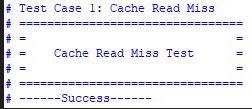 # Test Case 1: Cache Read Miss
# ================================
# =                              =
# =    Cache Read Miss Test      =
# =                              =
# ================================
# ------Success------